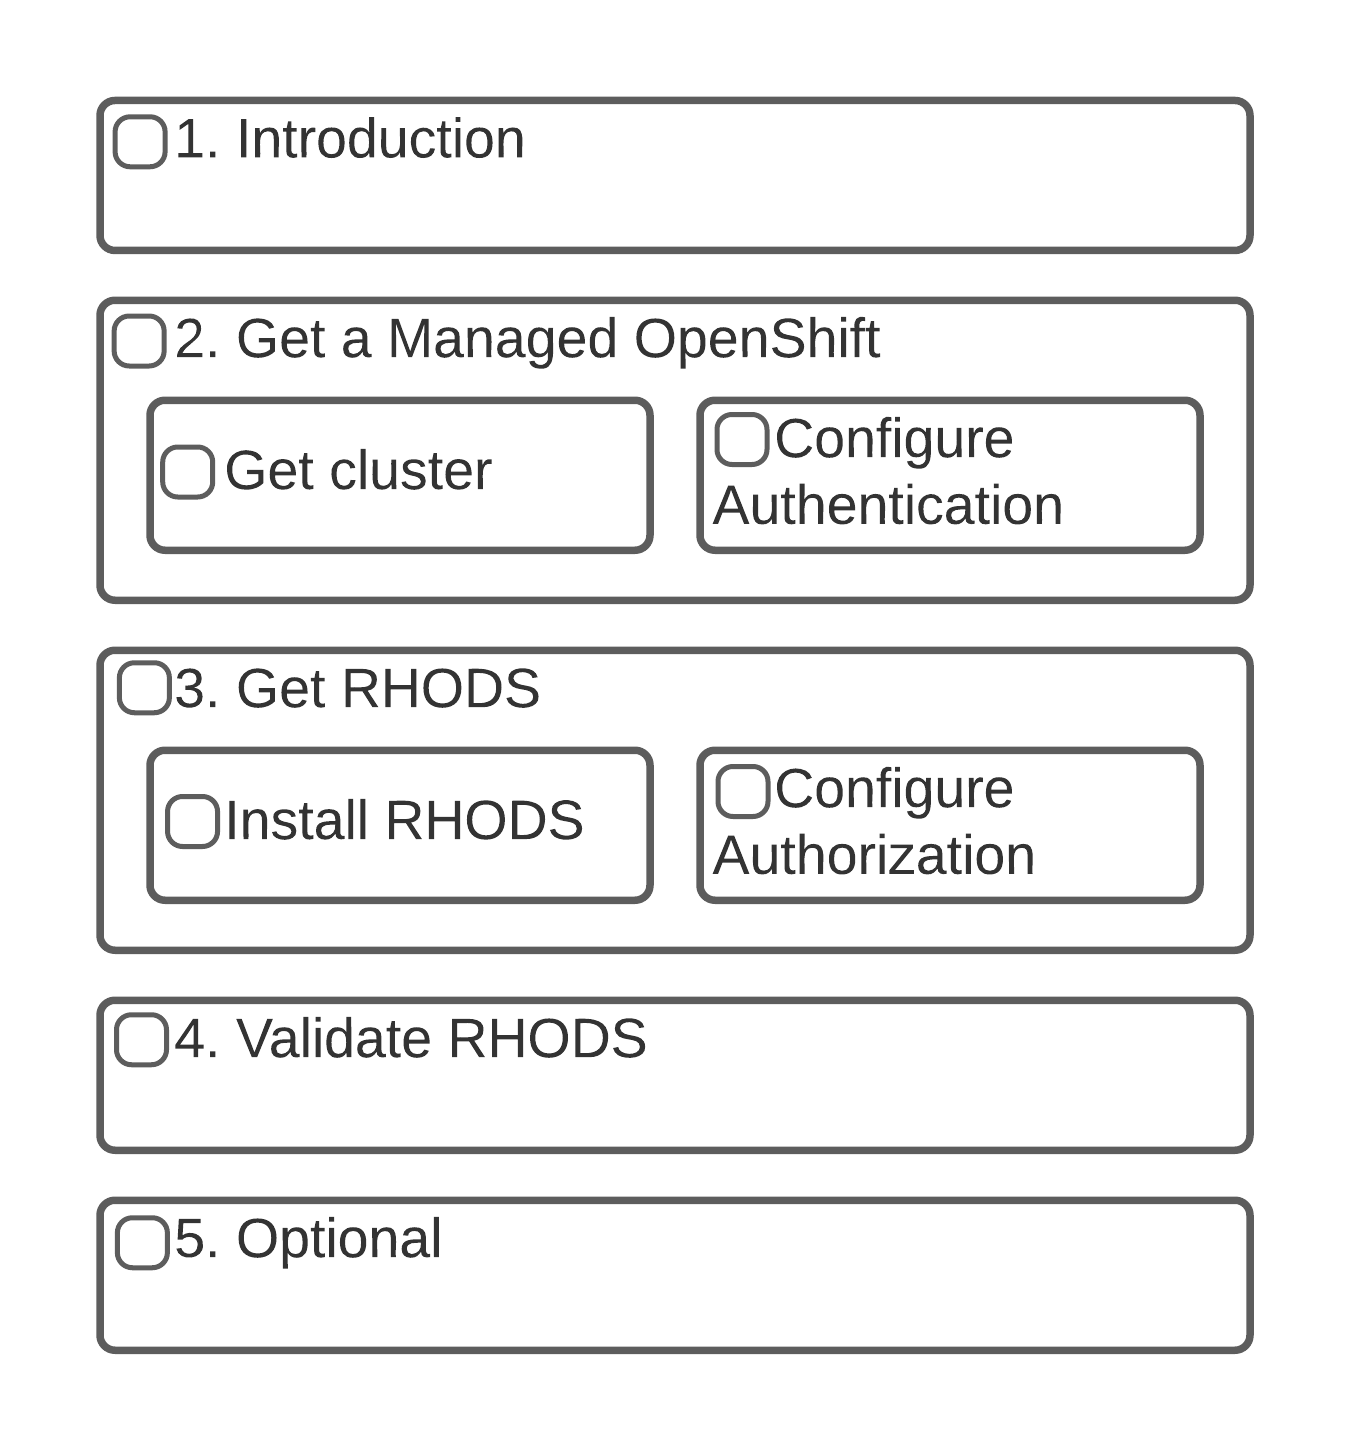 1. Introduction
2. Get a Managed OpenShift
Get cluster
Configure
Authentication
3. Get RHODS
Install RHODS
Configure
Authorization
4. Validate RHODS
5. Optional